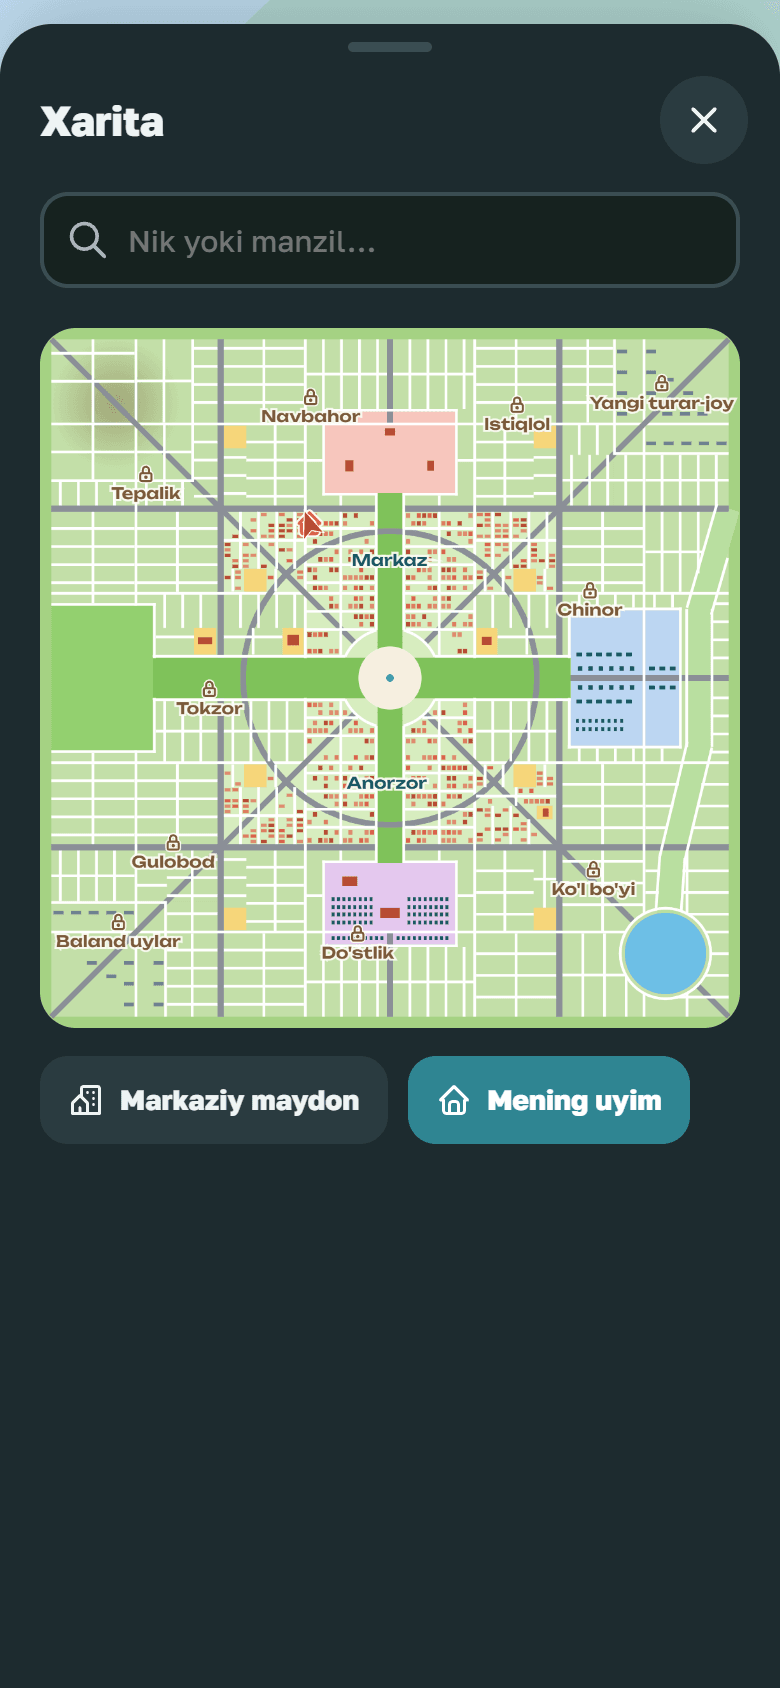 Xarita
Nik yoki manzil...
Navbahor
Istiqlol
Yangi turar-joy
Tepalik
Markaz
Chinor
Tokzor
Anorzor
Gulobod
Ko'l bo'yi
Baland uylar
Do'stlik
Markaziy maydon
Mening uyim